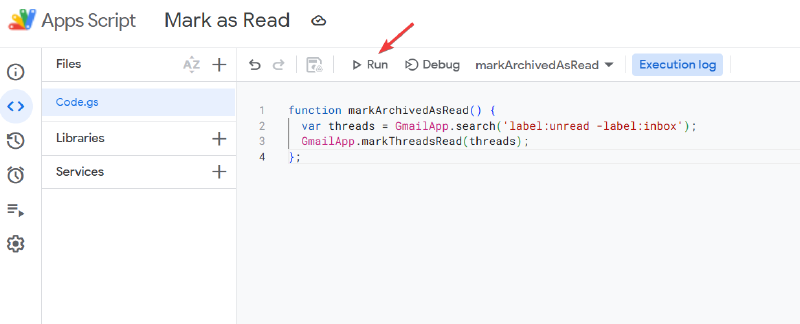 Apps Script Mark as Read
Files AZ
Run Debug markArchivedAsRead Execution log
Code.gs
Libraries
Services
1 function markArchivedAsRead() {
2 var threads = GmailApp.search('label:unread -label:inbox');
3 GmailApp.markThreadsRead(threads);
4 };